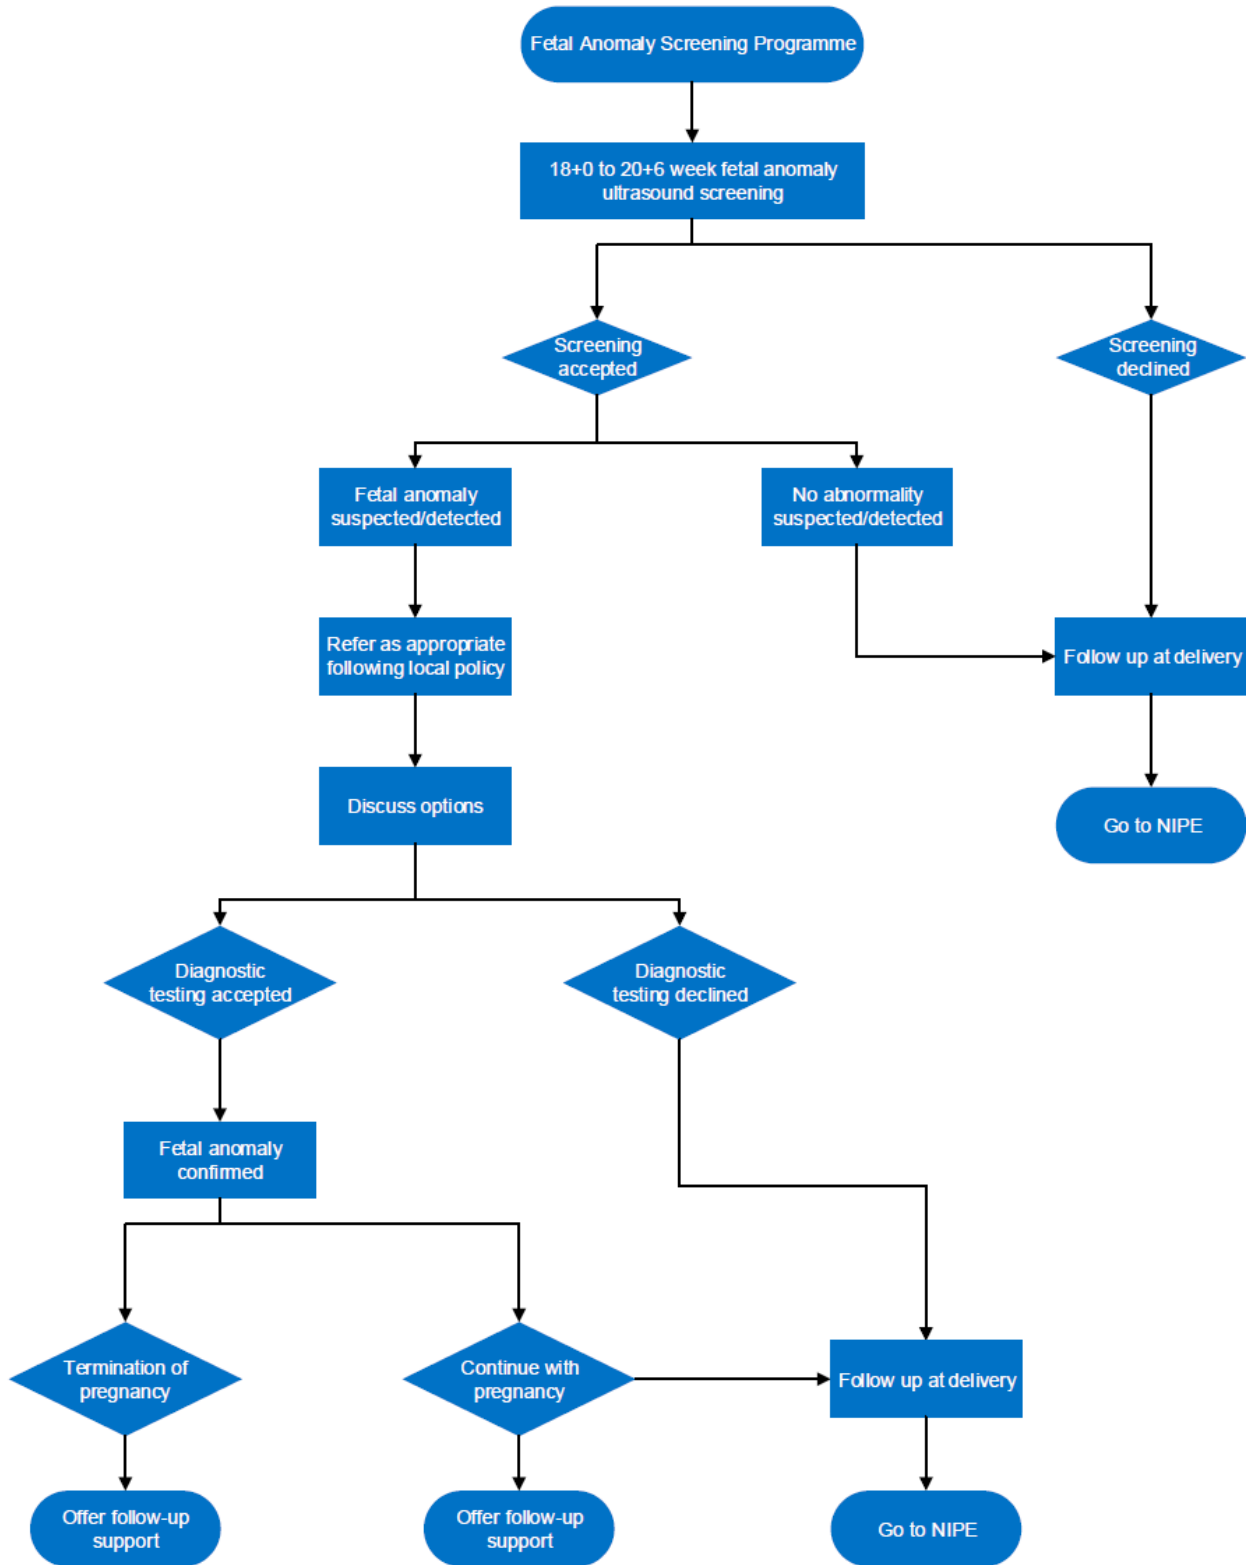 Fetal Anomaly Screening Programme
18+0 to 20+6 week fetal anomaly
ultrasound screening
Screening
accepted
Screening
declined
Fetal anomaly
suspected/detected
No abnormality
suspected/detected
Refer as appropriate
following local policy
Follow up at delivery
Discuss options
Go to NIPE
Diagnostic
testing accepted
Diagnostic
testing declined
Fetal anomaly
confirmed
Termination of
pregnancy
Continue with
pregnancy
Follow up at delivery
Offer follow-up
support
Offer follow-up
support
Go to NIPE